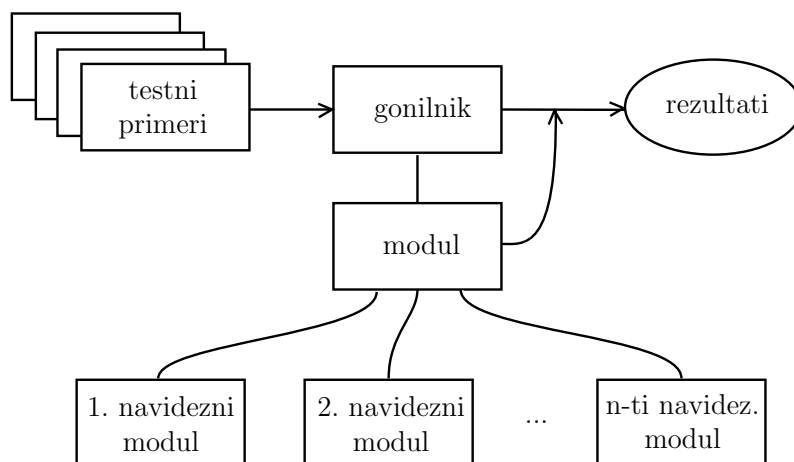 testni
primeri
gonilnik
rezultati
modul
1. navidezni
modul
2. navidezni
modul
...
n-ti navidez.
modul